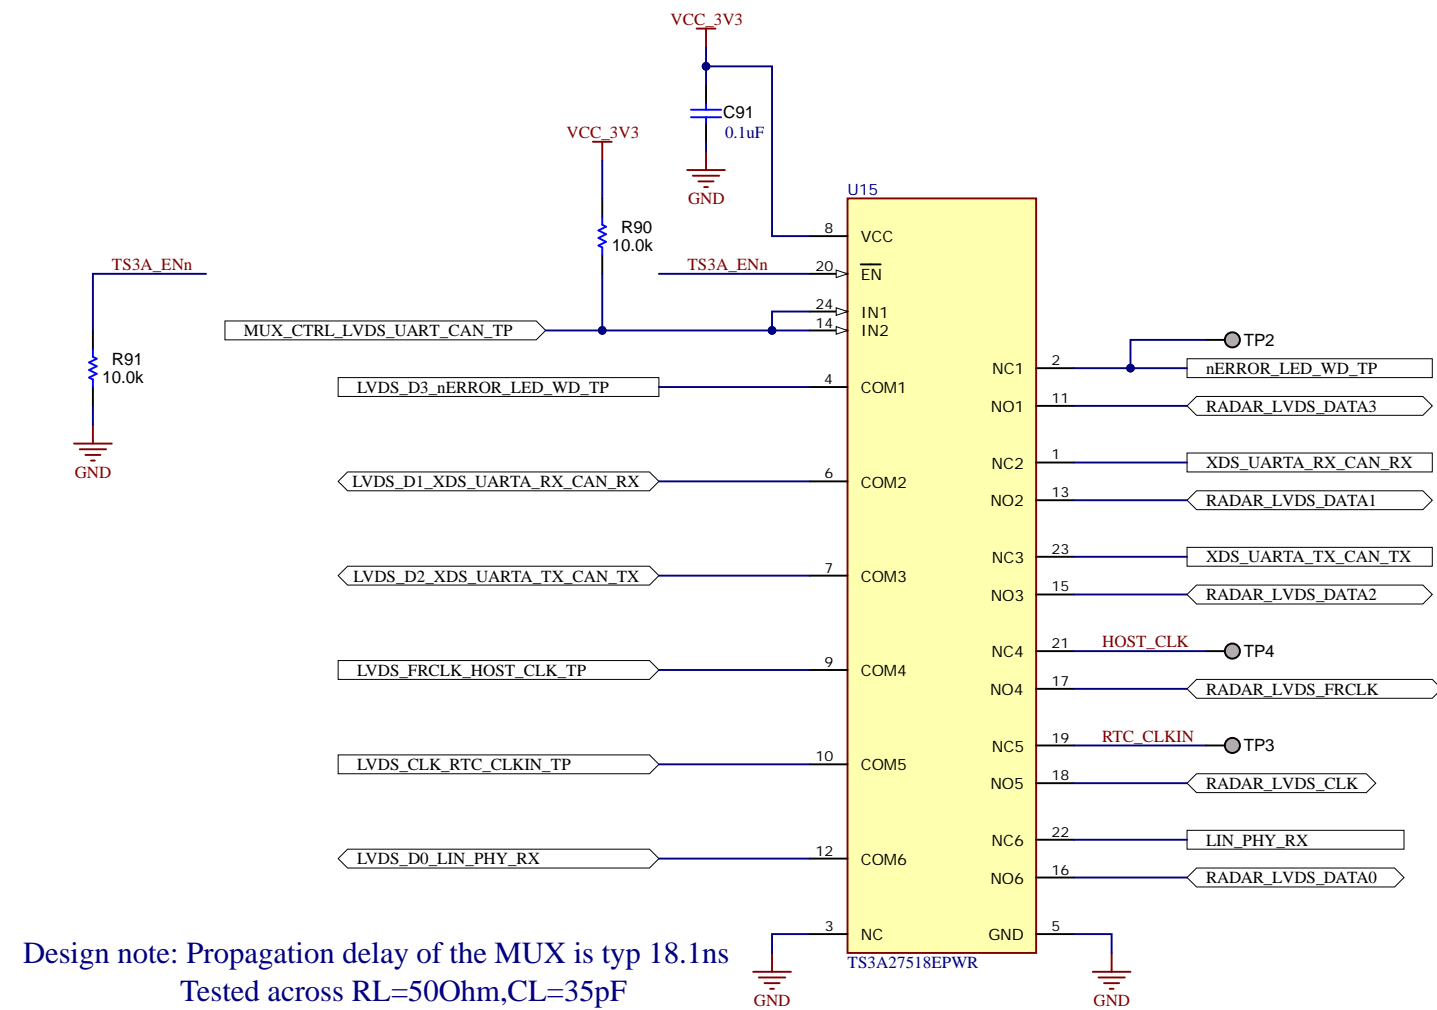 VCC_3V3
C91
0.1uF
GND
VCC_3V3
R90
10.0k
TS3A_ENn
R91
10.0k
GND
TS3A_ENn
MUX_CTRL_LVDS_UART_CAN_TP
LVDS_D3_nERROR_LED_WD_TP
LVDS_D1_XDS_UARTA_RX_CAN_RX
LVDS_D2_XDS_UARTA_TX_CAN_TX
LVDS_FRCLK_HOST_CLK_TP
LVDS_CLK_RTC_CLKIN_TP
LVDS_D0_LIN_PHY_RX
U15
8 VCC
20 EN
24 IN1
14 IN2
4 COM1
6 COM2
7 COM3
9 COM4
10 COM5
12 COM6
3 NC
GND
NC1 2
TP2
nERROR_LED_WD_TP
NO1 11 RADAR_LVDS_DATA3
NC2 1 XDS_UARTA_RX_CAN_RX
NO2 13 RADAR_LVDS_DATA1
NC3 23 XDS_UARTA_TX_CAN_TX
NO3 15 RADAR_LVDS_DATA2
NC4 21 HOST_CLK TP4
NO4 17 RADAR_LVDS_FRCLK
NC5 19 RTC_CLKIN TP3
NO5 18 RADAR_LVDS_CLK
NC6 22 LIN_PHY_RX
NO6 16 RADAR_LVDS_DATA0
GND 5
GND
TS3A27518EPWR
Design note: Propagation delay of the MUX is typ 18.1ns
Tested across RL=50Ohm,CL=35pF